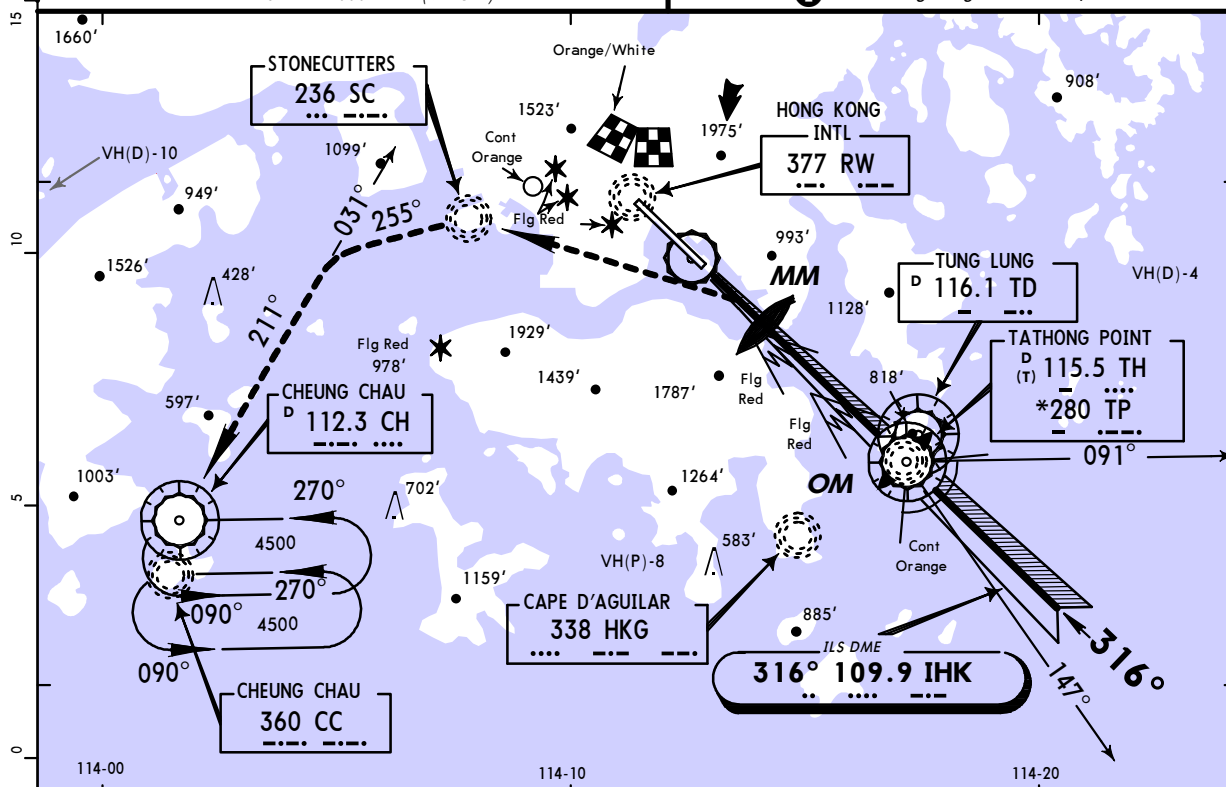 15
1660'
Orange/White
STONECUTTERS
236 SC
1523'
1975'
908'
HONG KONG
INTL
377 RW
VH(D)-10
1099'
Cont
Orange
949'
031°
255°
Flg Red
10
993'
1526'
428'
MM
TUNG LUNG
D 116.1 TD
VH(D)-4
1128'
211°
1929'
Flg Red
978'
TATHONG POINT
D
(T) 115.5 TH
*280 TP
1439'
1787'
Flg
Red
818'
CHEUNG CHAU
D 112.3 CH
597'
Flg
Red
091°
1003'
5
270°
702'
1264'
OM
4500
583'
Cont
Orange
VH(P)-8
270°
090°
1159'
4500
CAPE D'AGUILAR
338 HKG
885'
ILS DME
316° 109.9 IHK
316°
147°
090°
CHEUNG CHAU
360 CC
0
114-00
114-10
114-20